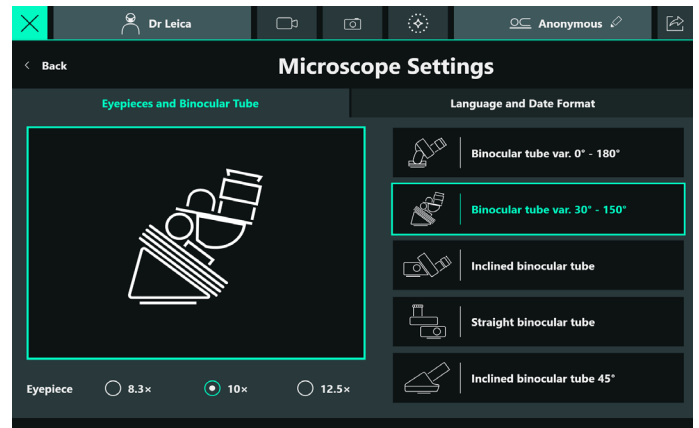 Dr Leica
Anonymous
Back
Microscope Settings
Eyepieces and Binocular Tube
Language and Date Format
Binocular tube var. 0° - 180°
Binocular tube var. 30° - 150°
Inclined binocular tube
Straight binocular tube
Inclined binocular tube 45°
Eyepiece 8.3× 10× 12.5×